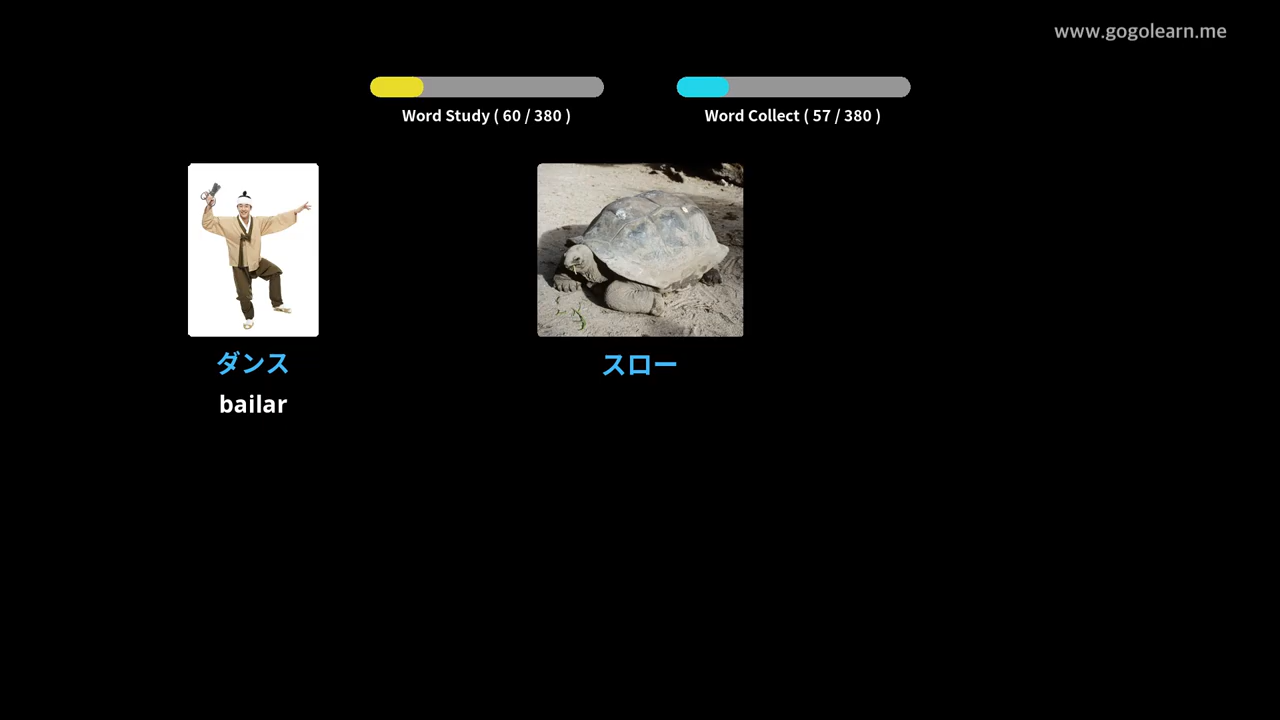 www.gogolearn.me
Word Study ( 60 / 380 )
Word Collect ( 57 / 380 )
ダンス
スロー
bailar